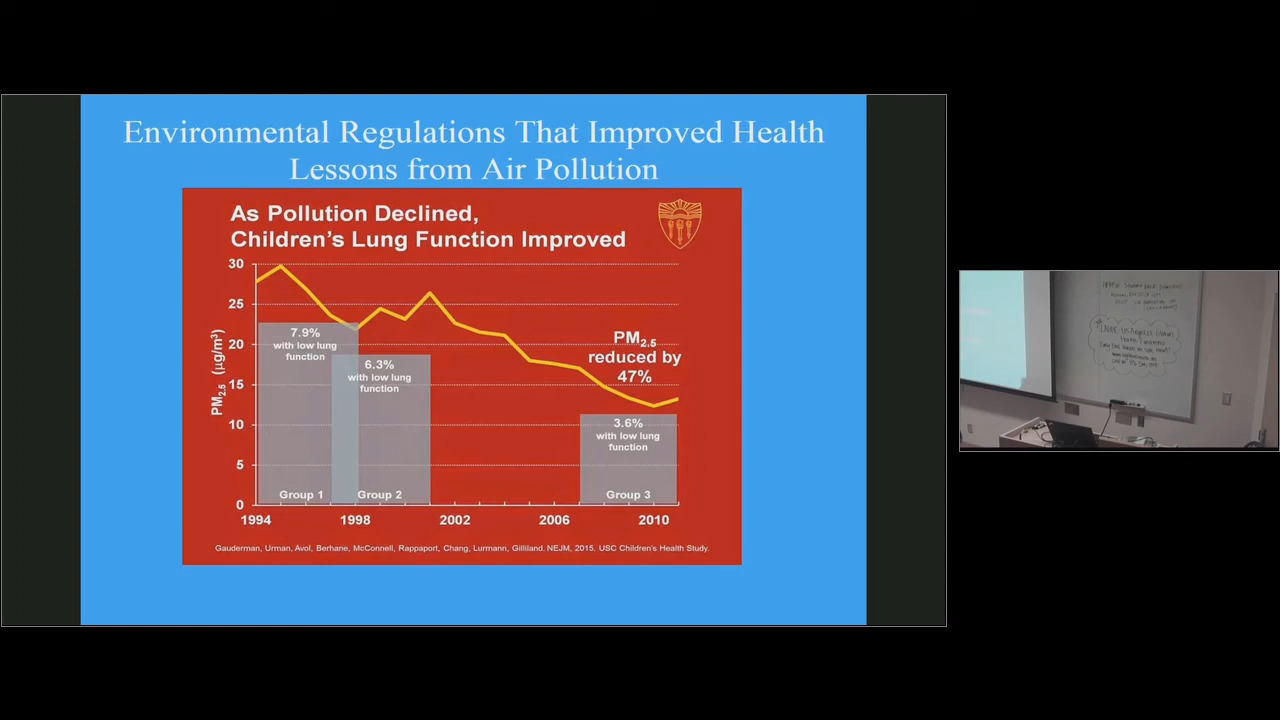 Environmental Regulations That Improved Health
Lessons from Air Pollution
As Pollution Declined,
Children's Lung Function Improved
30
25
20
15
10
5
0
PM2.5 (µg/m³)
7.9%
with low lung
function
6.3%
with low lung
function
PM2.5
reduced by
47%
3.6%
with low lung
function
Group 1
Group 2
Group 3
1994
1998
2002
2006
2010
Gauderman, Urman, Avol, Berhane, McConnell, Rappaport, Chang, Lurmann, Gilliland. NEJM, 2015. USC Children's Health Study.